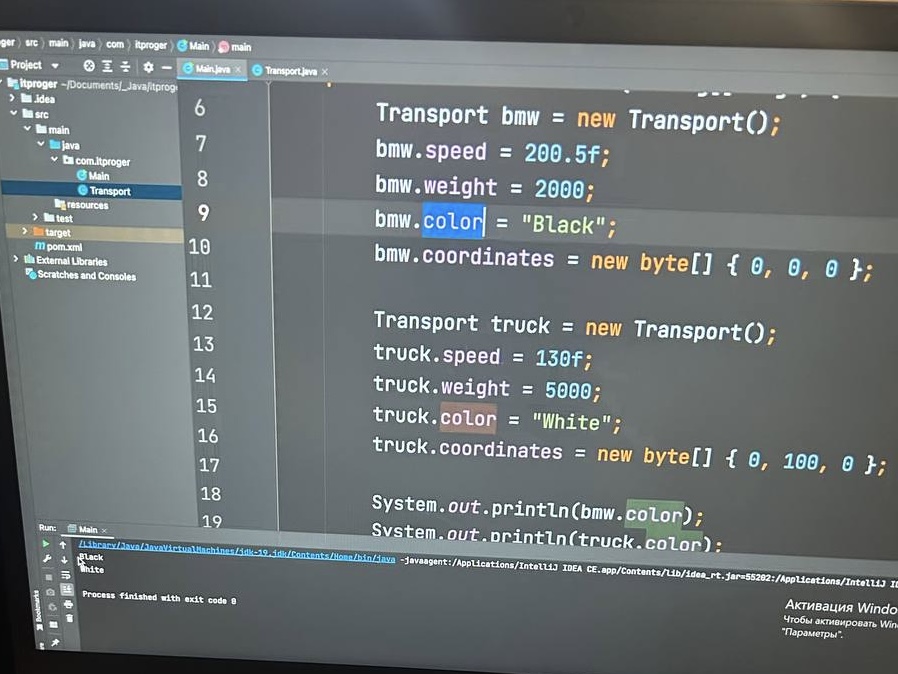 ger › src › main › java › com › itproger › Main › main
Project
Main.java ×
Transport.java ×
itproger ~/Documents/_Java/itproge
.idea
src
main
java
com.itproger
Main
Transport
resources
test
target
pom.xml
External Libraries
Scratches and Consoles
6 Transport bmw = new Transport();
7 bmw.speed = 200.5f;
8 bmw.weight = 2000;
9 bmw.color = "Black";
10 bmw.coordinates = new byte[] { 0, 0, 0 };
11
12 Transport truck = new Transport();
13 truck.speed = 130f;
14 truck.weight = 5000;
15 truck.color = "White";
16 truck.coordinates = new byte[] { 0, 100, 0 };
17
18 System.out.println(bmw.color);
19 System.out.println(truck.color);
Run: Main ×
/Library/Java/JavaVirtualMachines/jdk-19.jdk/Contents/Home/bin/java -javaagent:/Applications/IntelliJ IDEA CE.app/Contents/lib/idea_rt.jar=55202:/Applications/IntelliJ
Black
White
Process finished with exit code 0
Bookmarks
Активация Windo
Чтобы активировать Win
"Параметры".